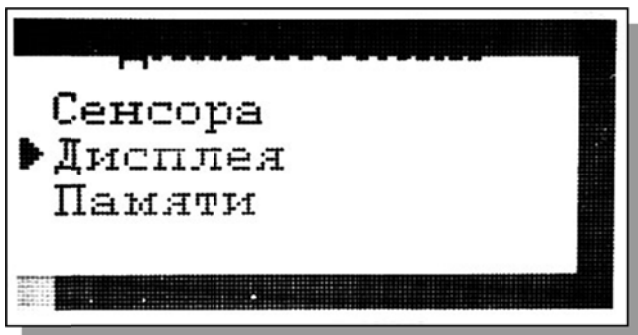 Сенсора
Дисплея
Памяти